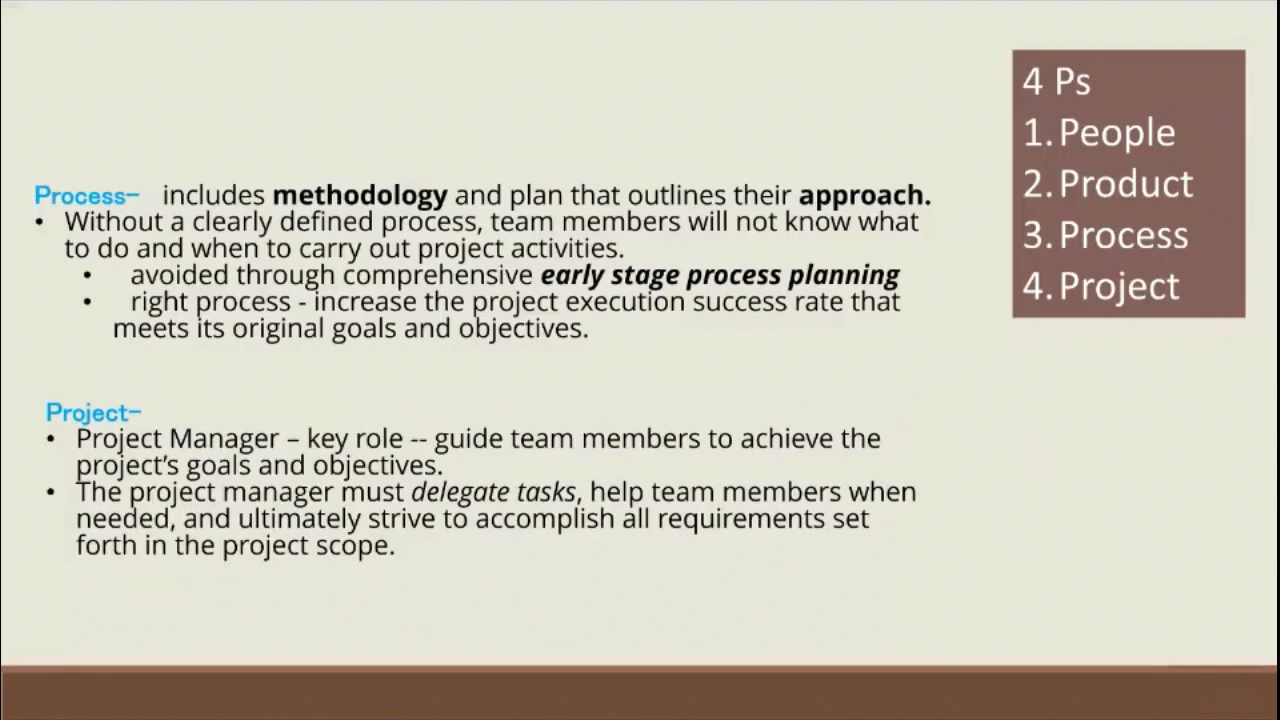 Process- includes methodology and plan that outlines their approach.
• Without a clearly defined process, team members will not know what
to do and when to carry out project activities.
• avoided through comprehensive early stage process planning
• right process - increase the project execution success rate that
meets its original goals and objectives.
Project-
• Project Manager – key role -- guide team members to achieve the
project's goals and objectives.
• The project manager must delegate tasks, help team members when
needed, and ultimately strive to accomplish all requirements set
forth in the project scope.
4 Ps
1. People
2. Product
3. Process
4. Project